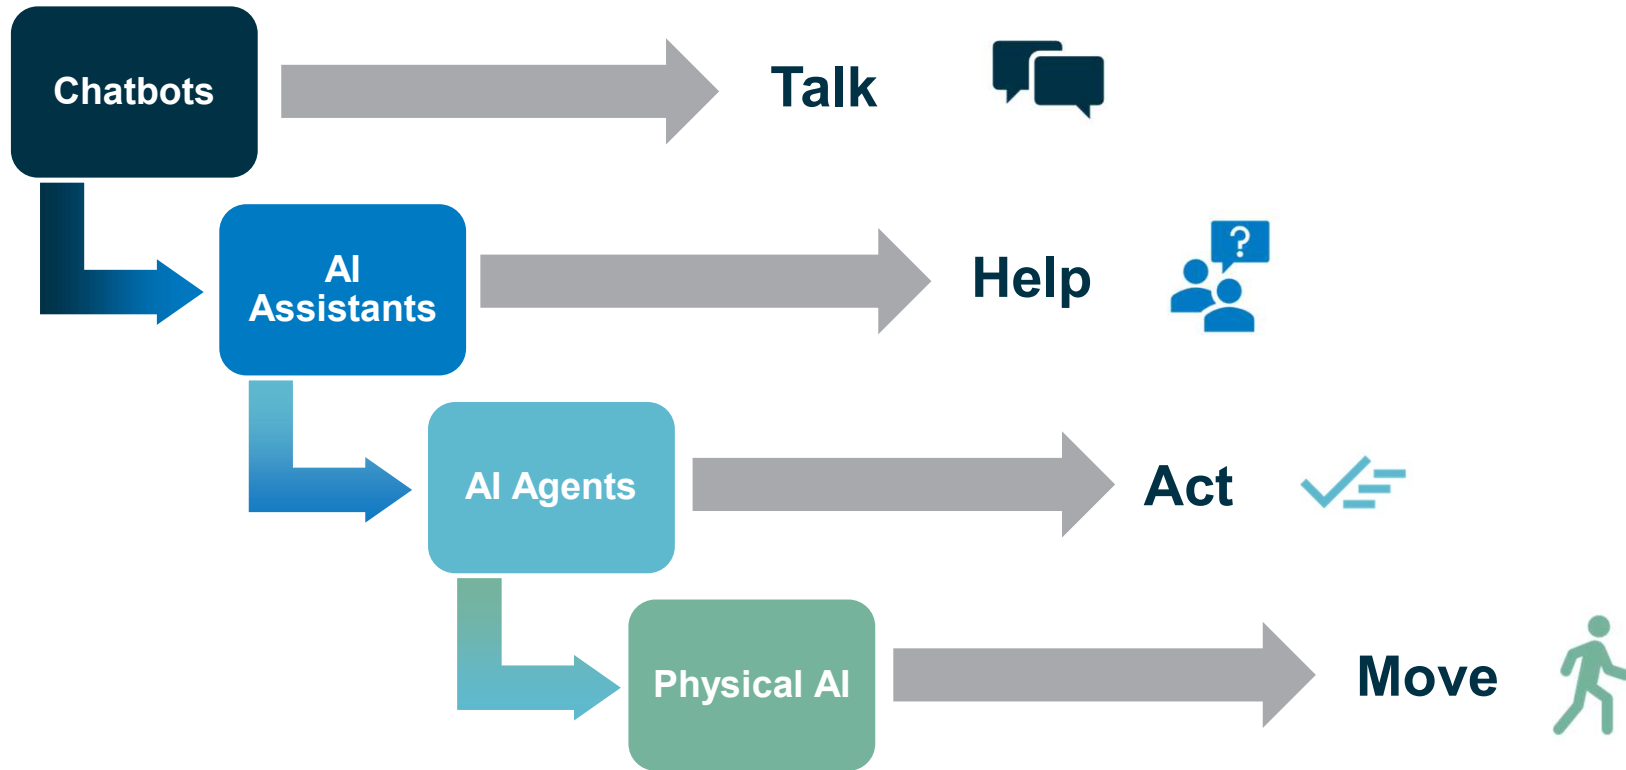 Chatbots
Talk
AI
Assistants
Help
?
AI Agents
Act
Physical AI
Move